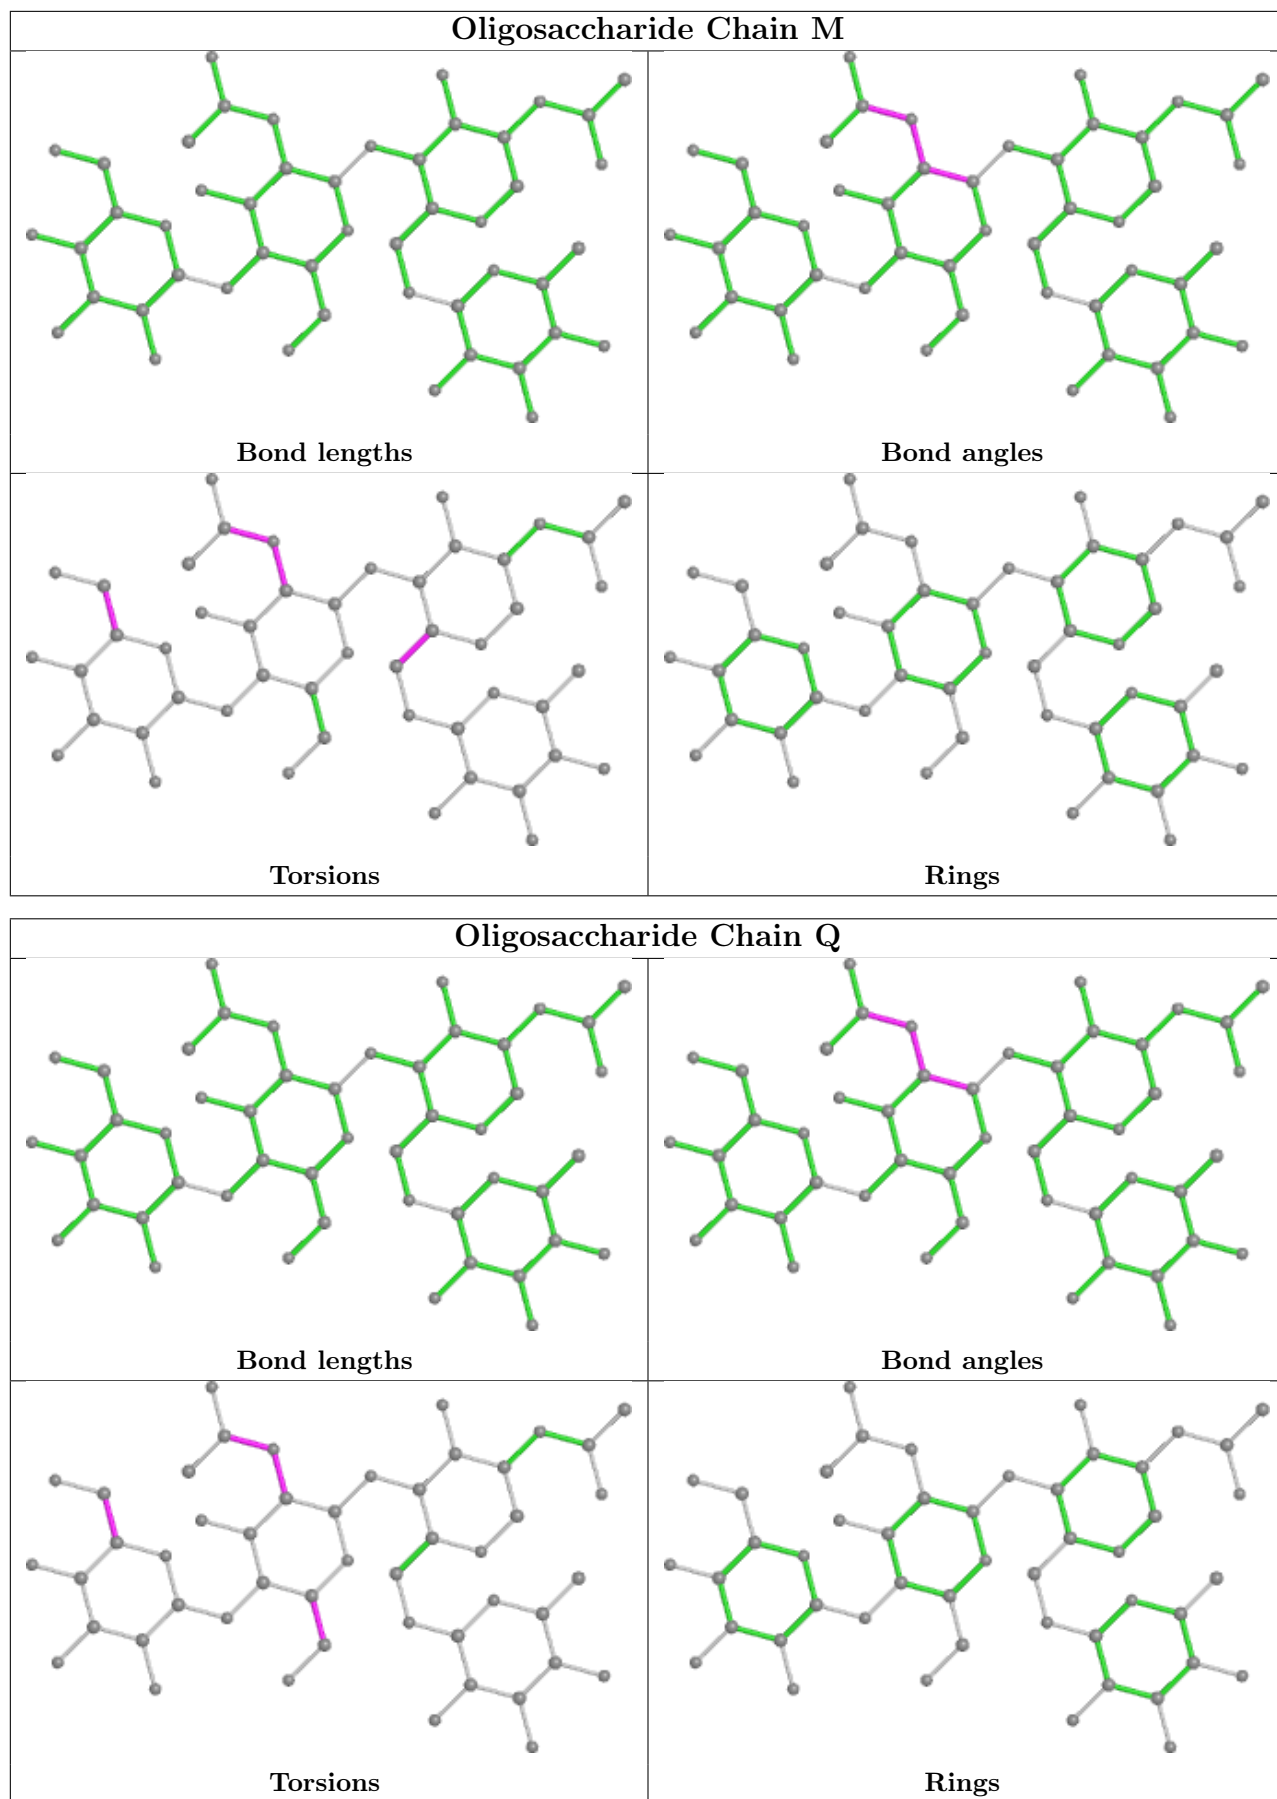 Oligosaccharide Chain M
Bond lengths
Bond angles
Torsions
Rings
Oligosaccharide Chain Q
Bond lengths
Bond angles
Torsions
Rings